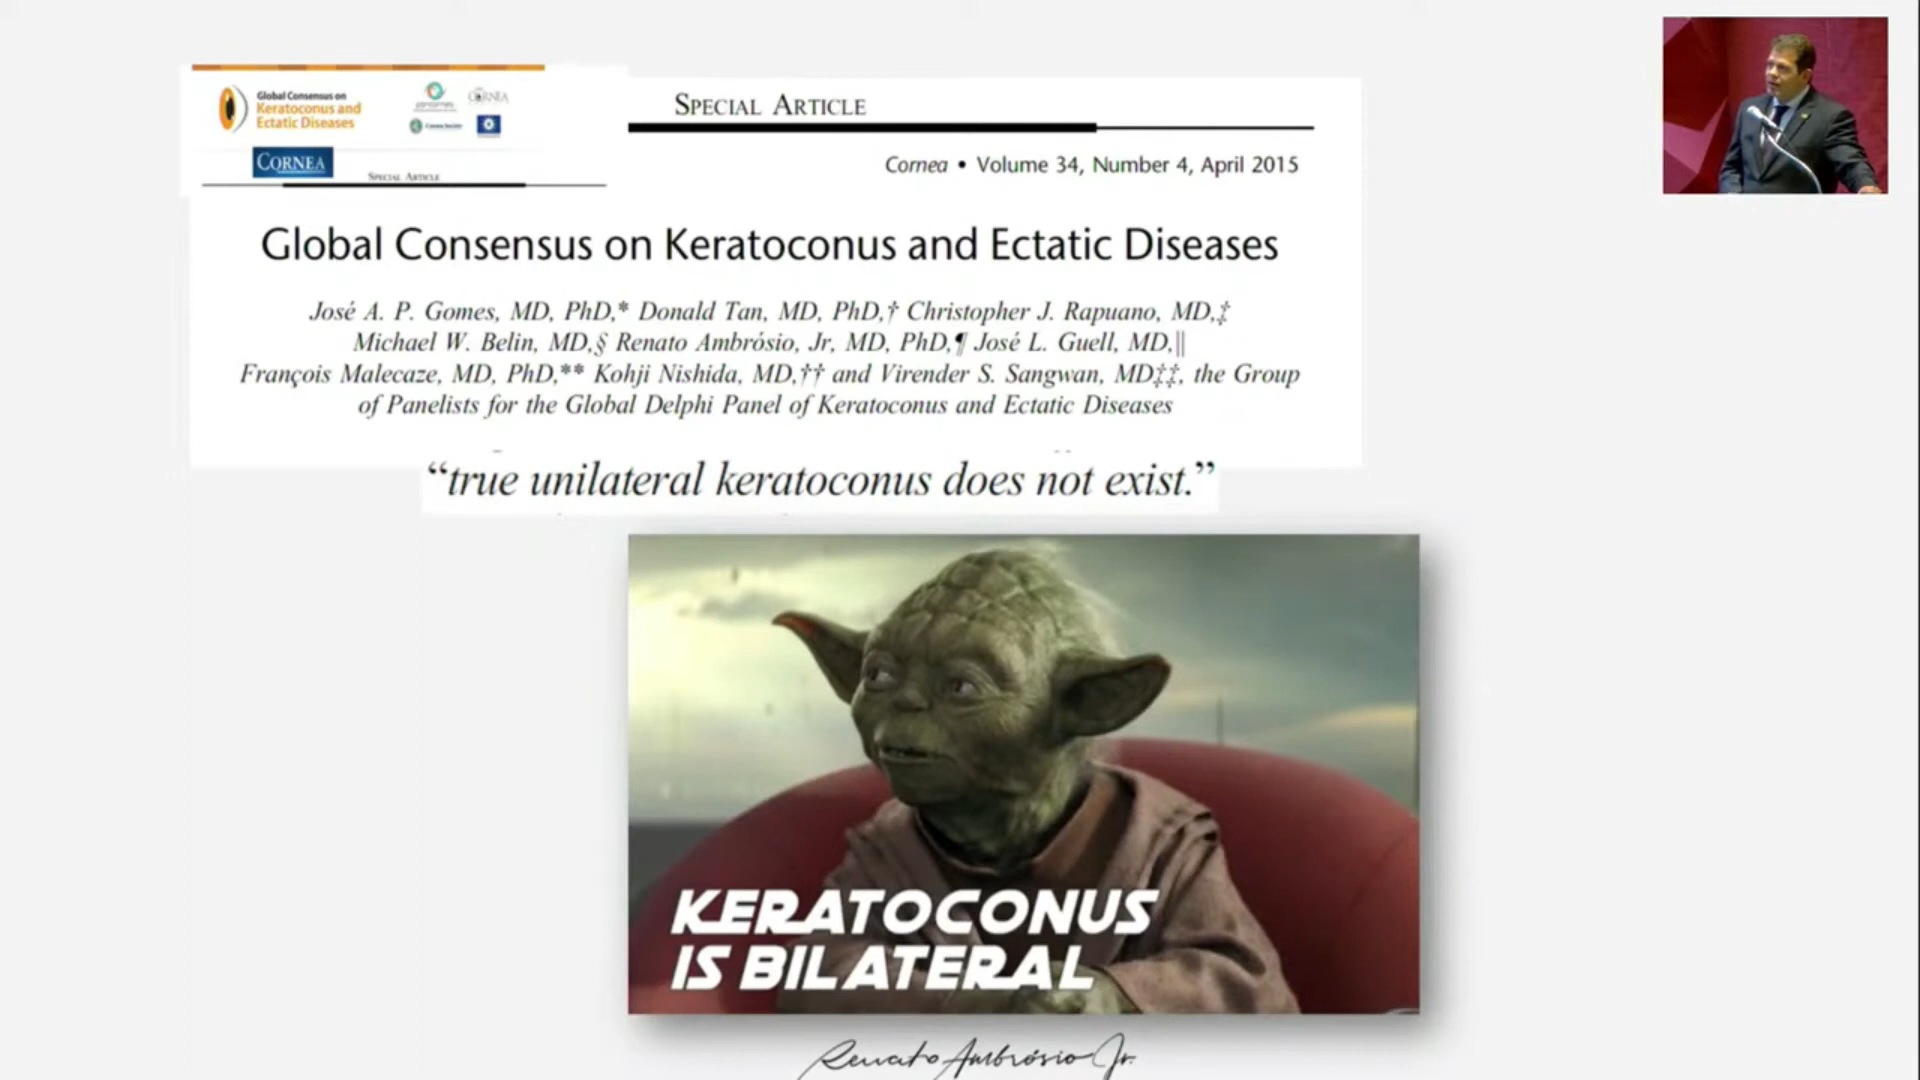 Global Consensus on
Keratoconus and
Ectatic Diseases
CORNEA
CORNEA
SPECIAL ARTICLE
SPECIAL ARTICLE
Cornea • Volume 34, Number 4, April 2015
Global Consensus on Keratoconus and Ectatic Diseases
José A. P. Gomes, MD, PhD,* Donald Tan, MD, PhD,† Christopher J. Rapuano, MD,‡
Michael W. Belin, MD,§ Renato Ambrósio, Jr, MD, PhD,¶ José L. Guell, MD,||
François Malecaze, MD, PhD,** Kohji Nishida, MD,†† and Virender S. Sangwan, MD‡‡, the Group
of Panelists for the Global Delphi Panel of Keratoconus and Ectatic Diseases
“true unilateral keratoconus does not exist.”
KERATOCONUS
IS BILATERAL
Renato Ambrósio Jr.